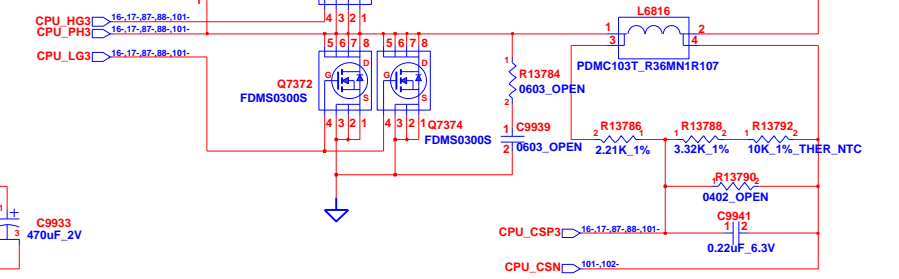 L6816
CPU_HG3 16-,17-,87-,88-,101-
4 3 2 1
CPU_PH3 16-,17-,87-,88-,101-
1 2
3 4
5 6 7 8
5 6 7 8
CPU_LG3 16-,17-,87-,88-,101-
PDMC103T_R36MN1R107
1
D
D
R13784
Q7372
G
G
0603_OPEN
FDMS0300S
S
S
2
4 3 2 1
4 3 2 1
Q7374
FDMS0300S
1 C9939
2 0603_OPEN
2 R13786 1
2.21K_1%
1 R13788 2
3.32K_1%
1 R13792 2
10K_1%_THER_NTC
1 R13790 2
0402_OPEN
C9941
1 2
0.22uF_6.3V
1
+
C9933
3 470uF_2V
CPU_CSP3 16-,17-,87-,88-,101-
CPU_CSN 101-,102-